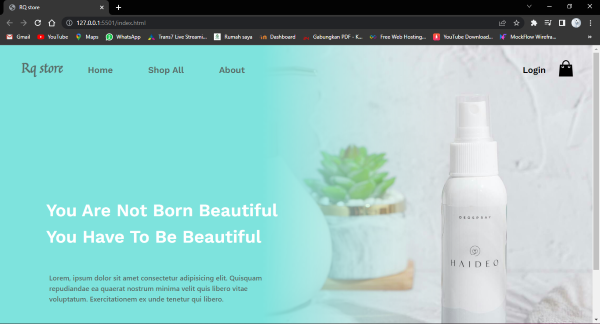 RQ store
127.0.0.1:5501/index.html
Gmail YouTube Maps WhatsApp Trans7 Live Streami... Rumah saya Dashboard Gabungkan PDF - K... Free Web Hosting... YouTube Download... MockFlow Wirefra...
Rq store Home Shop All About Login
You Are Not Born Beautiful
You Have To Be Beautiful
Lorem, ipsum dolor sit amet consectetur adipisicing elit. Quisquam
repudiandae ea quaerat nostrum minima velit quis libero vitae
voluptatum. Exercitationem ex unde tenetur qui libero.
HAIDEO